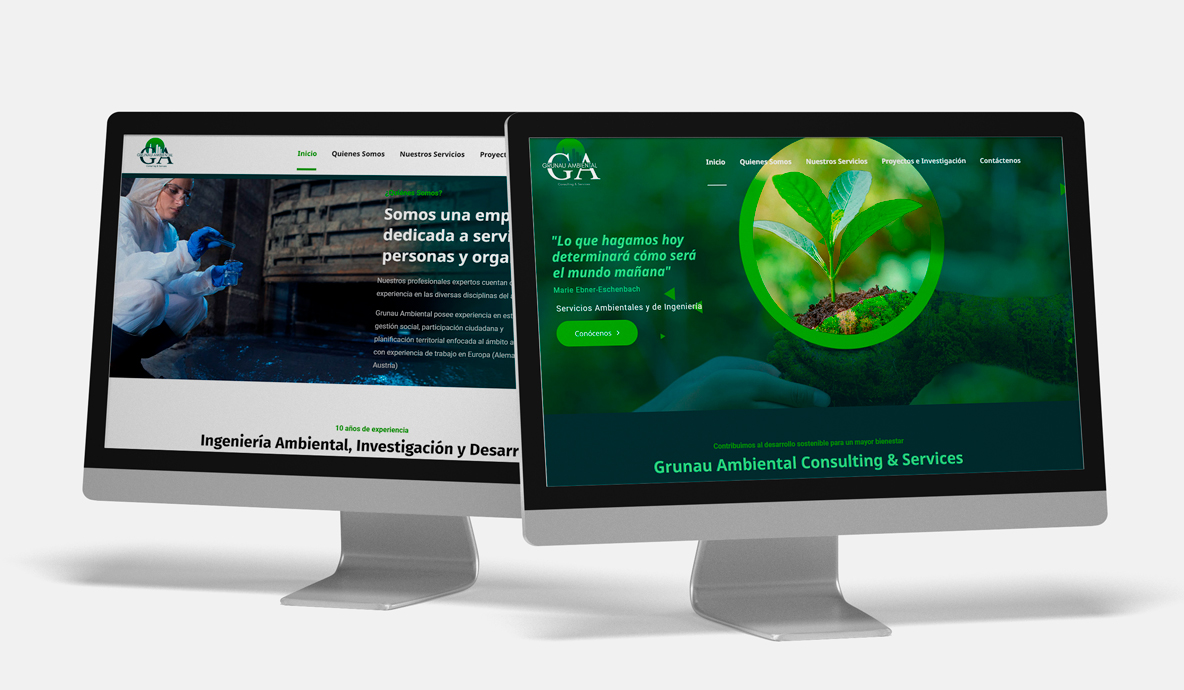 GA
GRUNAU AMBIENTAL
Inicio
Quienes Somos
Nuestros Servicios
Proyect
¿Quienes Somos?
Somos una emp
dedicada a servi
personas y orga
Nuestros profesionales expertos cuentan
experiencia en las diversas disciplinas del
Grunau Ambiental posee experiencia en est
gestión social, participación ciudadana y
planificación territorial enfocada al ámbito a
con experiencia de trabajo en Europa (Alema
Austria)
10 años de experiencia
Ingeniería Ambiental, Investigación y Desarr
GRUNAU AMBIENTAL
GA
Consulting & Services
Inicio
Quienes Somos
Nuestros Servicios
Proyectos e Investigación
Contáctenos
"Lo que hagamos hoy
determinará cómo será
el mundo mañana"
Marie Ebner-Eschenbach
Servicios Ambientales y de Ingeniería
Conócenos
Contribuimos al desarrollo sostenible para un mayor bienestar
Grunau Ambiental Consulting & Services